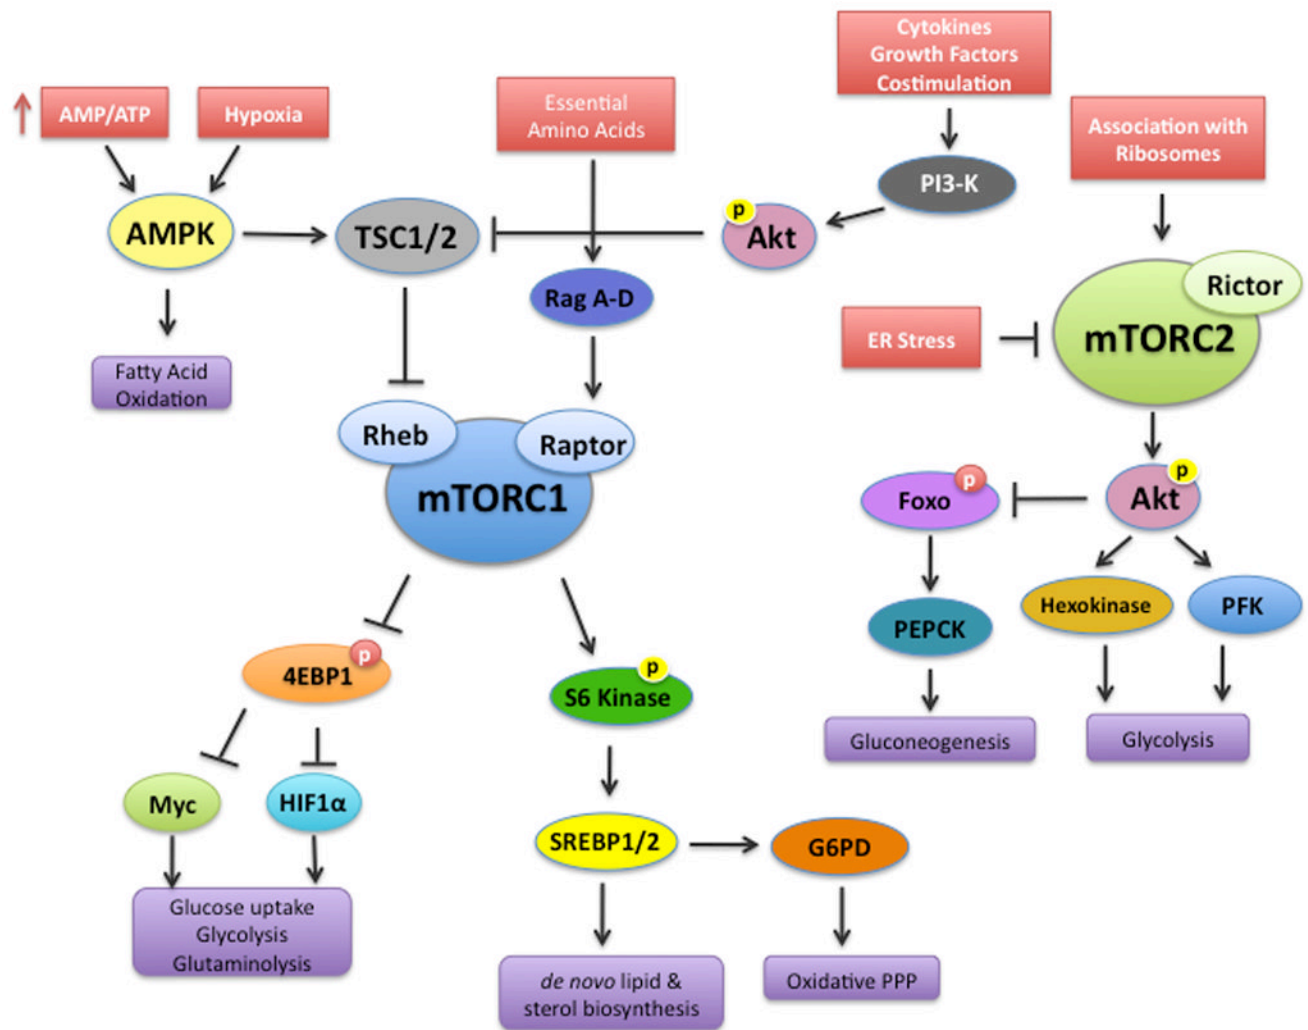 Cytokines
Growth Factors
Costimulation
AMP/ATP
Hypoxia
Essential
Amino Acids
Association with
Ribosomes
PI3-K
p
AMPK
TSC1/2
Akt
Rag A-D
Rictor
mTORC2
ER Stress
Fatty Acid
Oxidation
Rheb
Raptor
mTORC1
p
Akt
p
Foxo
Hexokinase
PFK
PEPCK
p
4EBP1
p
S6 Kinase
Gluconeogenesis
Glycolysis
Myc
HIF1α
SREBP1/2
G6PD
Glucose uptake
Glycolysis
Glutaminolysis
de novo lipid &
sterol biosynthesis
Oxidative PPP